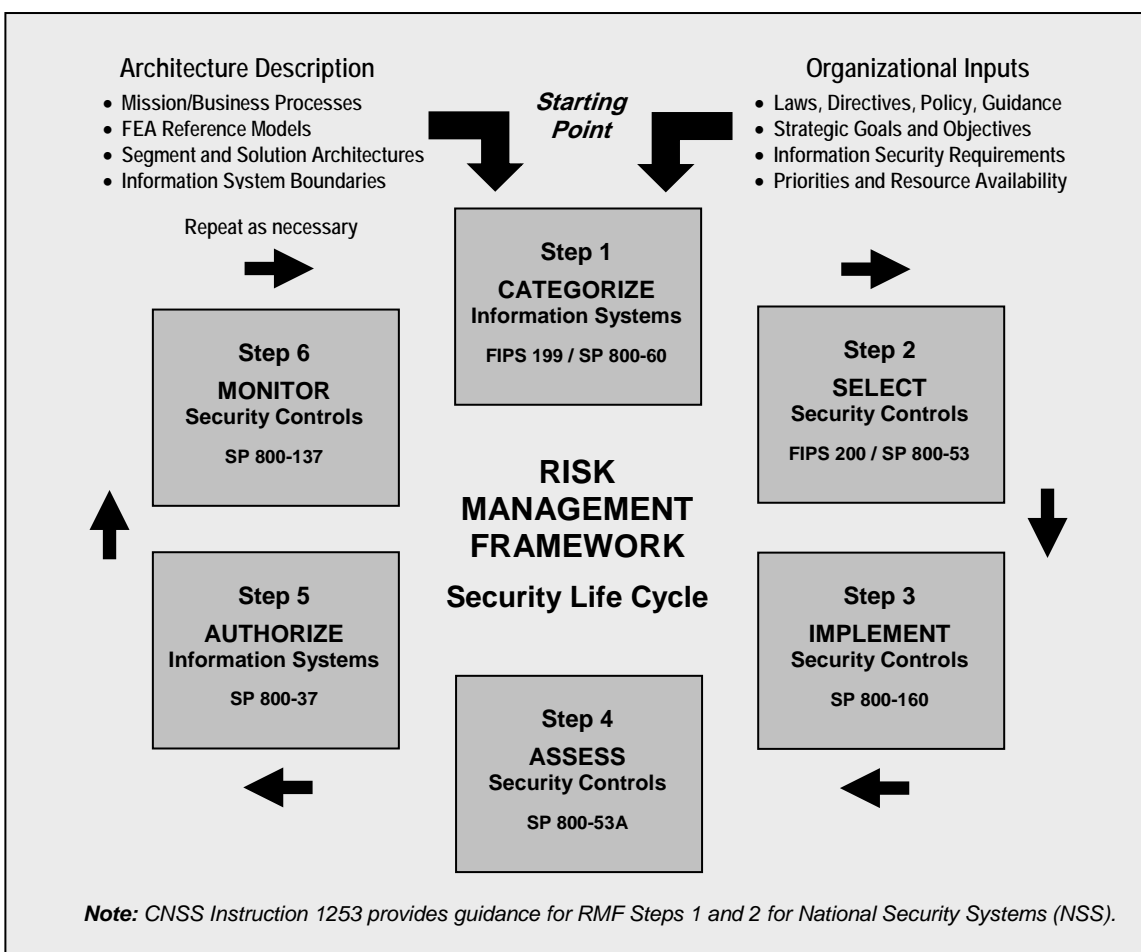 Architecture Description
• Mission/Business Processes
• FEA Reference Models
• Segment and Solution Architectures
• Information System Boundaries
Starting
Point
Organizational Inputs
• Laws, Directives, Policy, Guidance
• Strategic Goals and Objectives
• Information Security Requirements
• Priorities and Resource Availability
Repeat as necessary
Step 1
CATEGORIZE
Information Systems
FIPS 199 / SP 800-60
Step 2
SELECT
Security Controls
FIPS 200 / SP 800-53
Step 3
IMPLEMENT
Security Controls
SP 800-160
Step 4
ASSESS
Security Controls
SP 800-53A
Step 5
AUTHORIZE
Information Systems
SP 800-37
Step 6
MONITOR
Security Controls
SP 800-137
RISK
MANAGEMENT
FRAMEWORK
Security Life Cycle
Note: CNSS Instruction 1253 provides guidance for RMF Steps 1 and 2 for National Security Systems (NSS).